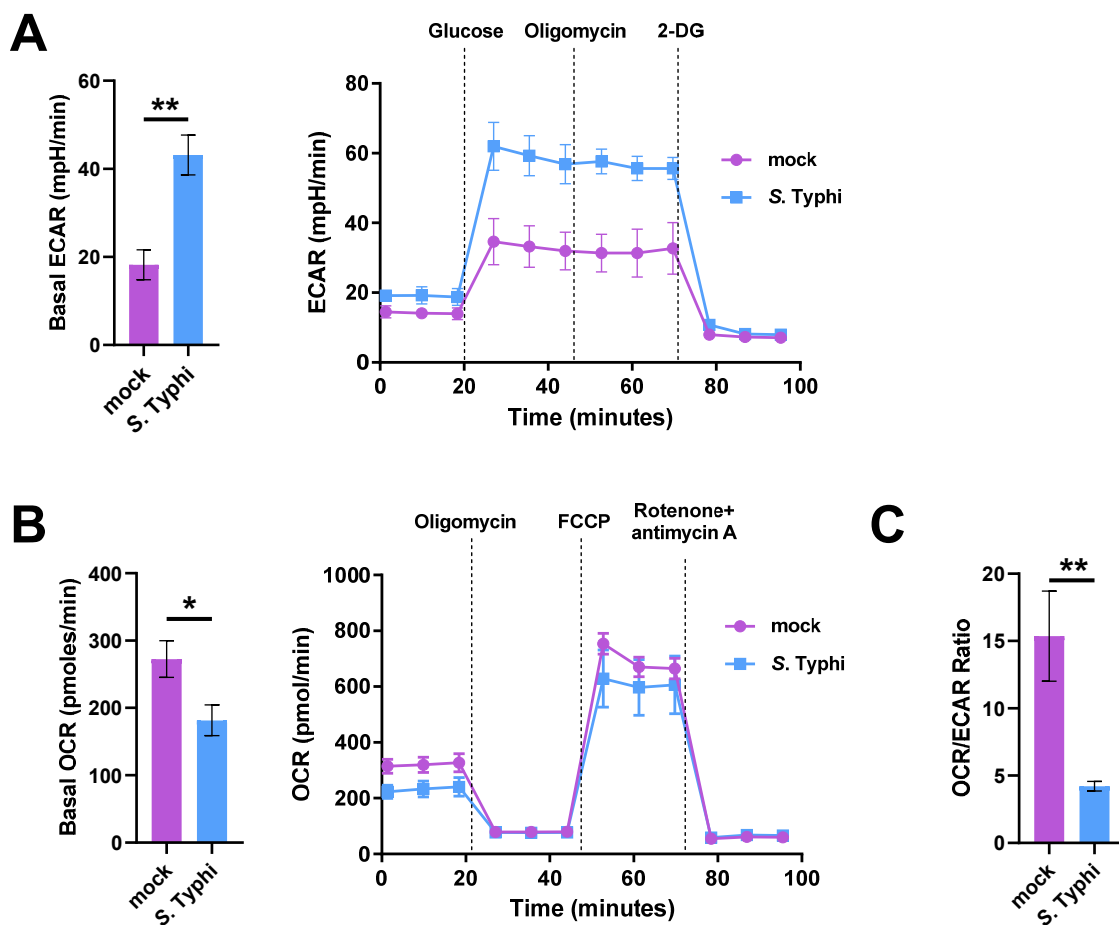 A
Glucose Oligomycin 2-DG
Basal ECAR (mpH/min)
60
40
20
0
**
mock
S. Typhi
ECAR (mpH/min)
80
60
40
20
0
mock
S. Typhi
0 20 40 60 80 100
Time (minutes)
B
Oligomycin FCCP Rotenone+
antimycin A
Basal OCR (pmoles/min)
400
300
200
100
0
*
mock
S. Typhi
OCR (pmol/min)
1000
800
600
400
200
0
mock
S. Typhi
0 20 40 60 80 100
Time (minutes)
C
OCR/ECAR Ratio
20
15
10
5
0
**
mock
S. Typhi